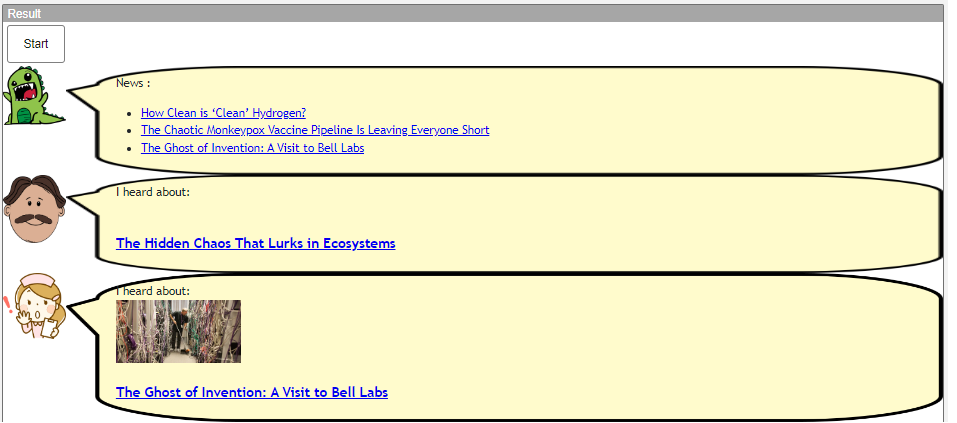 Result
Start
News :
How Clean is ‘Clean’ Hydrogen?
The Chaotic Monkeypox Vaccine Pipeline Is Leaving Everyone Short
The Ghost of Invention: A Visit to Bell Labs
I heard about:
The Hidden Chaos That Lurks in Ecosystems
I heard about:
The Ghost of Invention: A Visit to Bell Labs